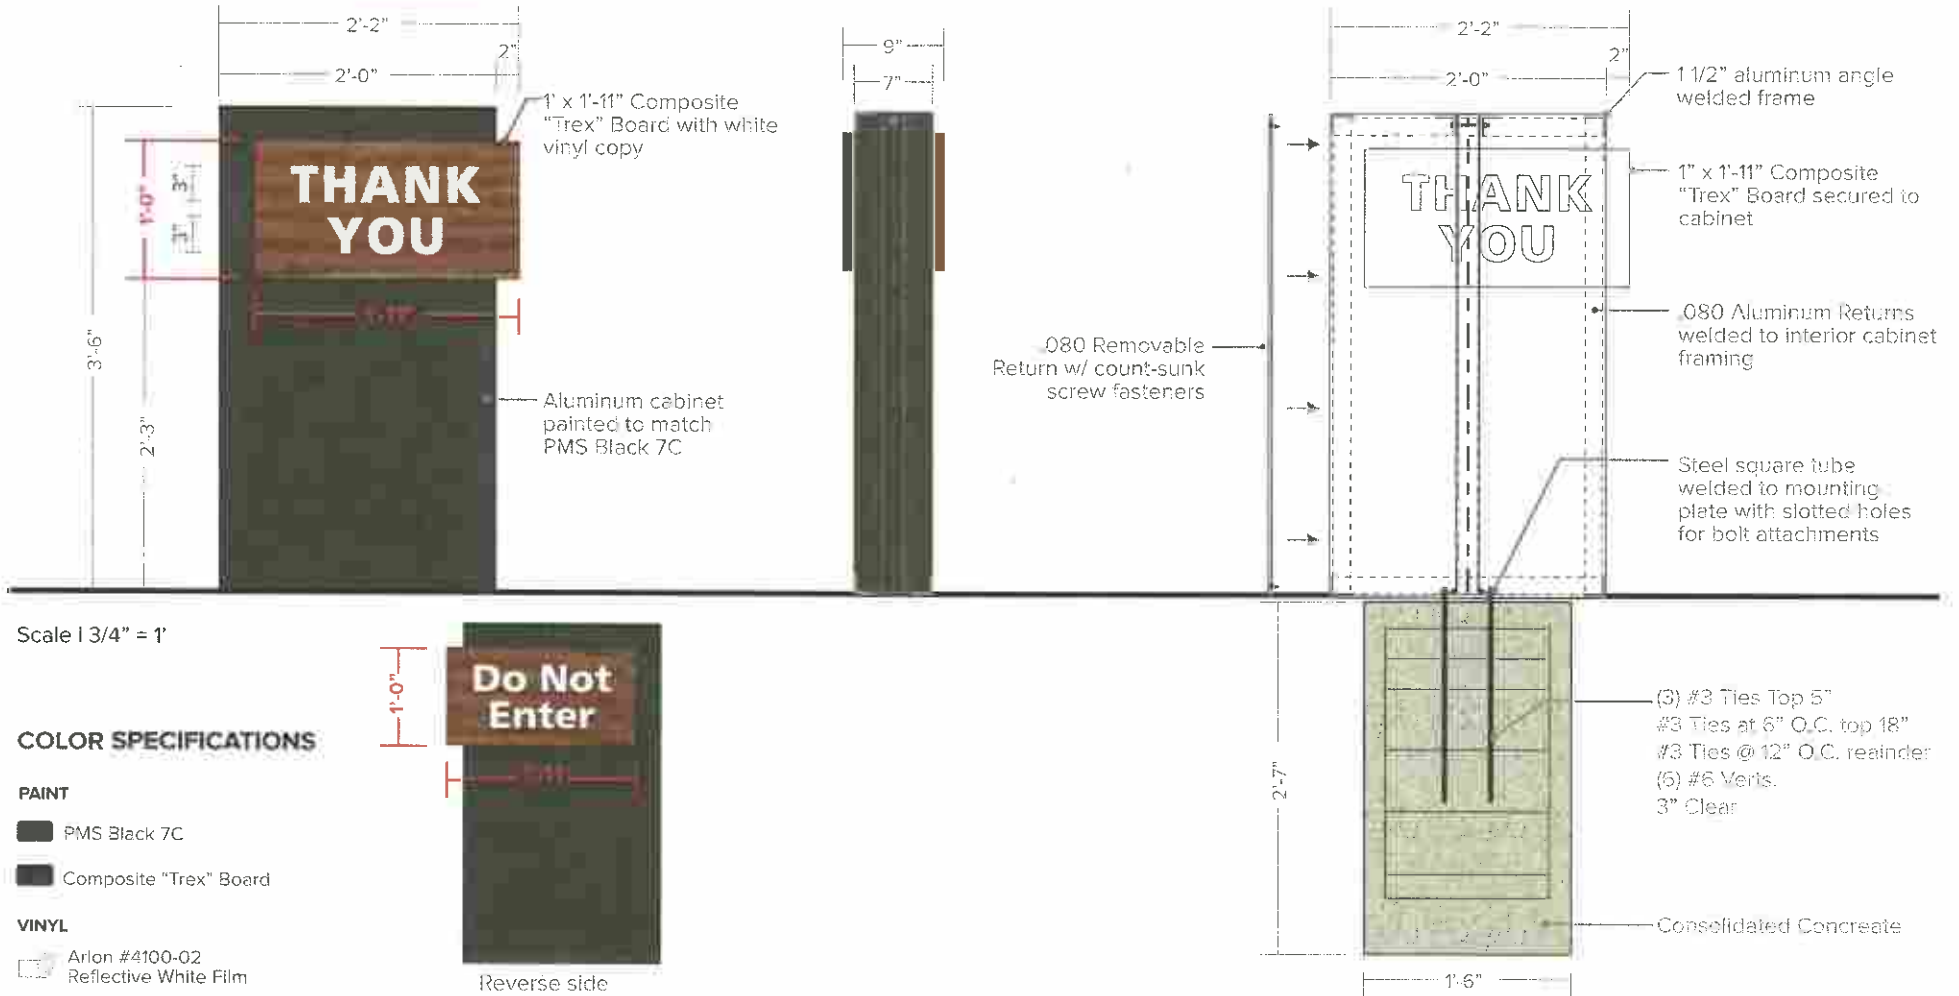 2'-2"
2"
2'-0"
1' x 1'-11" Composite
"Trex" Board with white
vinyl copy
THANK
YOU
1'-0"
3"
3"
3'-6"
2'-3"
Aluminum cabinet
painted to match
PMS Black 7C
9"
7"
2'-2"
2"
2'-0"
1 1/2" aluminum angle
welded frame
THANK
YOU
1" x 1'-11" Composite
"Trex" Board secured to
cabinet
.080 Aluminum Returns
welded to interior cabinet
framing
.080 Removable
Return w/ count-sunk
screw fasteners
Steel square tube
welded to mounting
plate with slotted holes
for bolt attachments
Scale | 3/4" = 1'
COLOR SPECIFICATIONS
PAINT
PMS Black 7C
Composite "Trex" Board
VINYL
Arlon #4100-02
Reflective White Film
Do Not
Enter
1'-0"
Reverse side
2'-7"
(3) #3 Ties Top 5"
#3 Ties at 6" O.C. top 18"
#3 Ties @ 12" O.C. reainder
(6) #6 Verts.
3" Clear
Consolidated Concreate
1'-6"